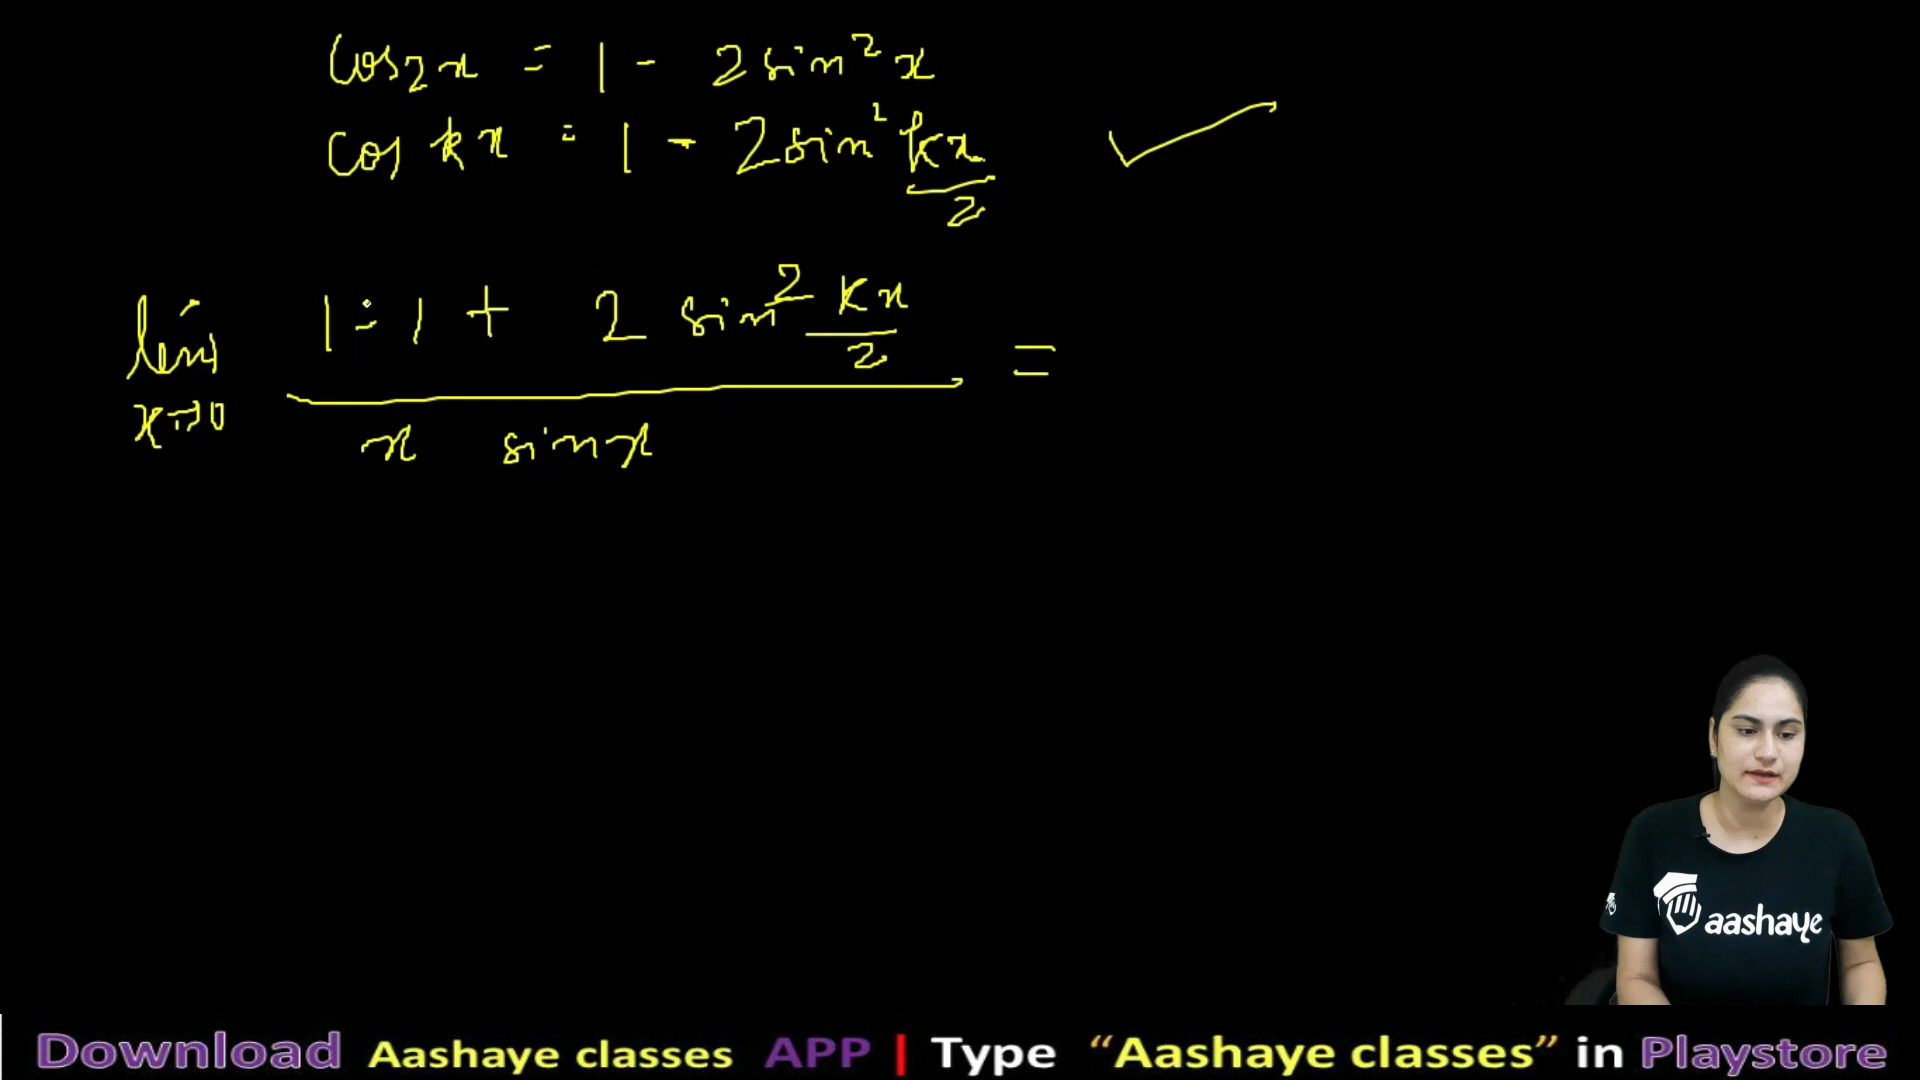 cos2x = 1 - 2sin²x
cos kx = 1 - 2sin² kx/2
lim x→0 (1 - 1 + 2 sin² kx/2) / (x sinx) =
aashaye
Download Aashaye classes APP | Type “Aashaye classes” in Playstore